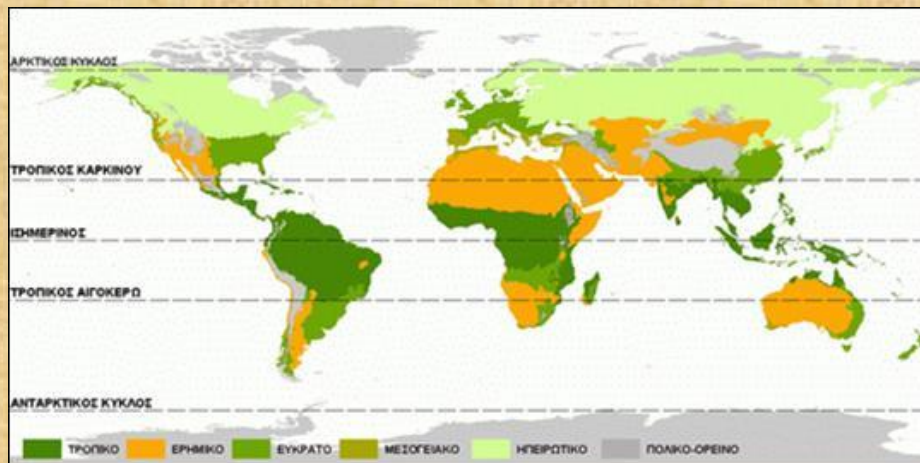 ΑΡΚΤΙΚΟΣ ΚΥΚΛΟΣ
ΤΡΟΠΙΚΟΣ ΚΑΡΚΙΝΟΥ
ΙΣΗΜΕΡΙΝΟΣ
ΤΡΟΠΙΚΟΣ ΑΙΓΟΚΕΡΩ
ΑΝΤΑΡΚΤΙΚΟΣ ΚΥΚΛΟΣ
ΤΡΟΠΙΚΟ ΕΡΗΜΙΚΟ ΕΥΚΡΑΤΟ ΜΕΣΟΓΕΙΑΚΟ ΗΠΕΙΡΩΤΙΚΟ ΠΟΛΙΚΟ-ΟΡΕΙΝΟ